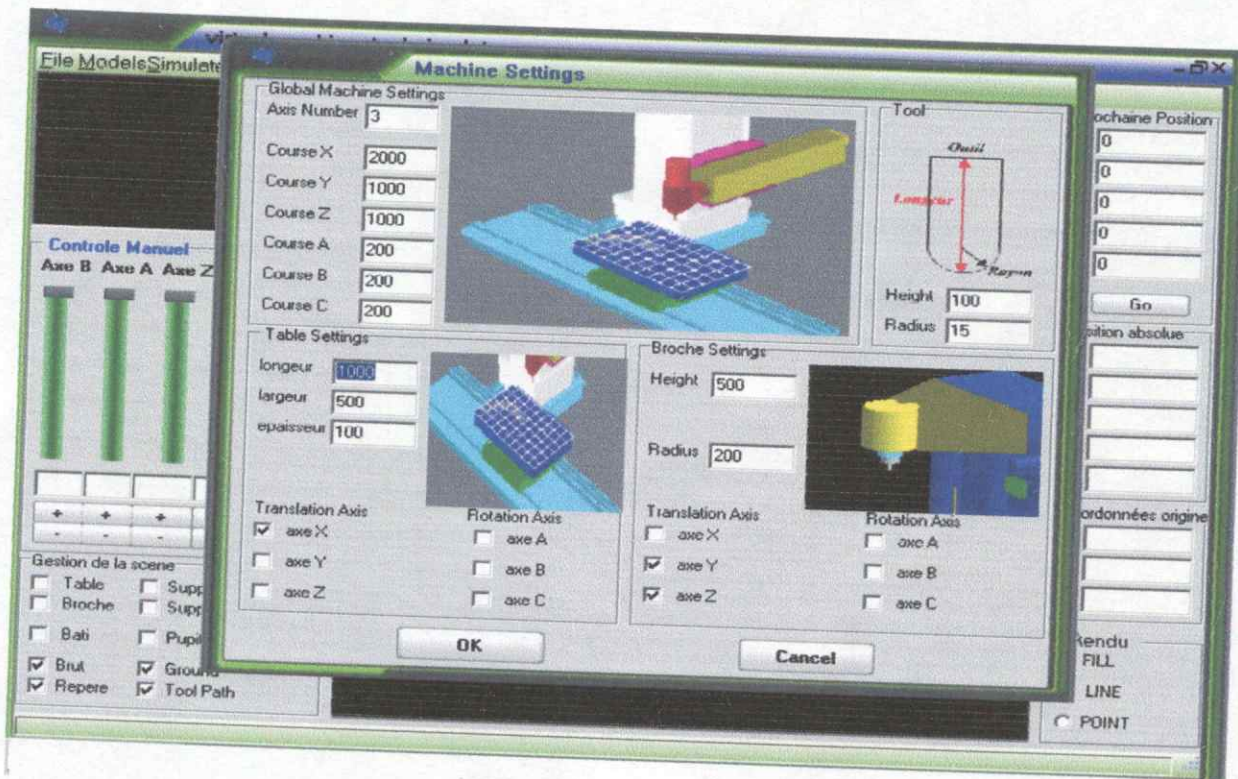 Machine Settings
File Models Simulate
Global Machine Settings
Axis Number 3
Course X 2000
Course Y 1000
Course Z 1000
Course A 200
Course B 200
Course C 200
Tool
Outil
Longueur
Rayon
Height 100
Radius 15
Table Settings
longeur 1000
largeur 500
epaisseur 100
Translation Axis
axe X
axe Y
axe Z
Rotation Axis
axe A
axe B
axe C
Broche Settings
Height 500
Radius 200
Translation Axis
axe X
axe Y
axe Z
Rotation Axis
axe A
axe B
axe C
OK
Cancel
Controle Manuel
Axe B Axe A Axe Z
+ + +
- - -
Gestion de la scene
Table Supp
Broche Supp
Bati Pupi
Brut Ground
Repere Tool Path
ochaine Position
0
0
0
0
0
Go
sition absolue
ordonnées origine
Rendu
FILL
LINE
POINT